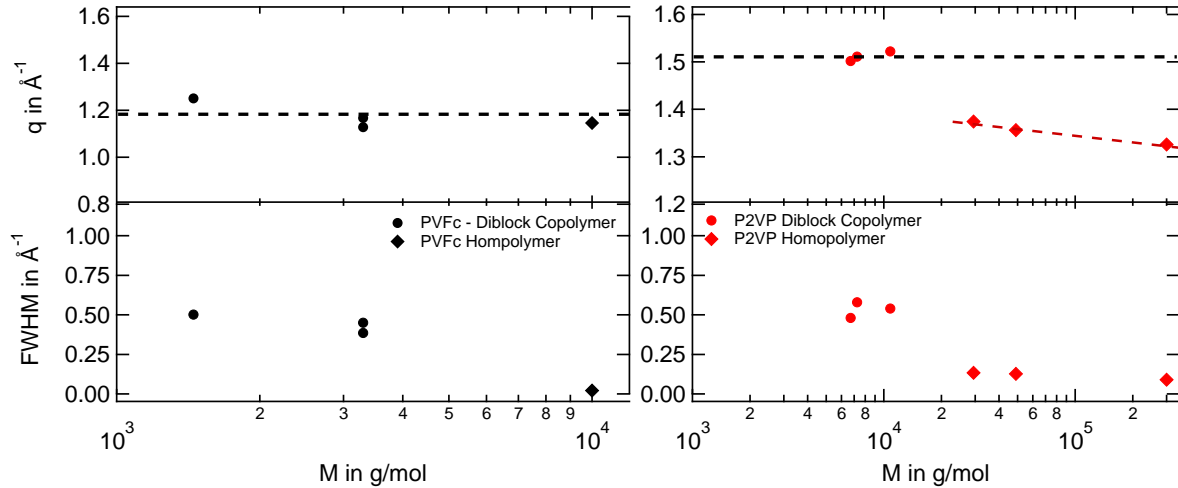 1.6
1.4
1.2
1.0
0.8
q in Å⁻¹
1.6
1.5
1.4
1.3
1.2
PVFc - Diblock Copolymer
PVFc Hompolymer
1.00
0.75
0.50
0.25
0.00
FWHM in Å⁻¹
P2VP Diblock Copolymer
P2VP Homopolymer
1.00
0.75
0.50
0.25
0.00
10³ 2 3 4 5 6 7 8 9 10⁴
M in g/mol
10³ 2 4 6 8 10⁴ 2 4 6 8 10⁵ 2
M in g/mol